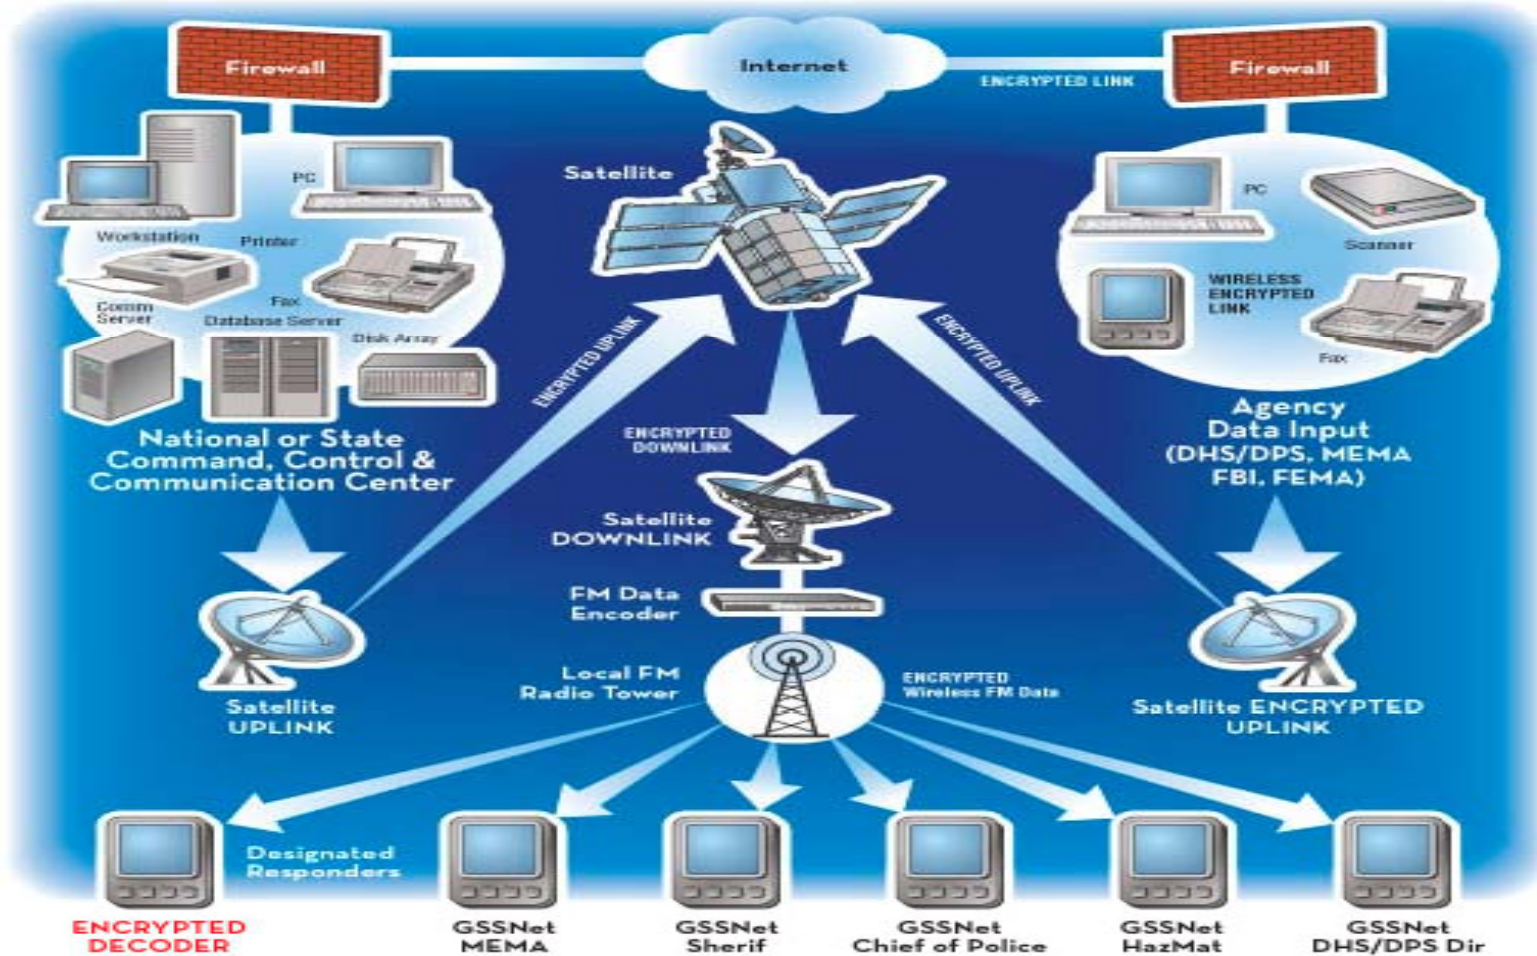 Firewall
Internet
ENCRYPTED LINK
Firewall
Satellite
PC
Workstation
Printer
Fax
Comm
Server
Database Server
Disk Array
National or State
Command, Control &
Communication Center
PC
Scanner
WIRELESS
ENCRYPTED
LINK
Fax
Agency
Data Input
(DHS/DPS, MEMA
FBI, FEMA)
ENCRYPTED UPLINK
ENCRYPTED
DOWNLINK
ENCRYPTED UPLINK
Satellite
DOWNLINK
FM Data
Encoder
Local FM
Radio Tower
ENCRYPTED
Wireless FM Data
Satellite
UPLINK
Satellite ENCRYPTED
UPLINK
Designated
Responders
ENCRYPTED
DECODER
GSSNet
MEMA
GSSNet
Sherif
GSSNet
Chief of Police
GSSNet
HazMat
GSSNet
DHS/DPS Dir